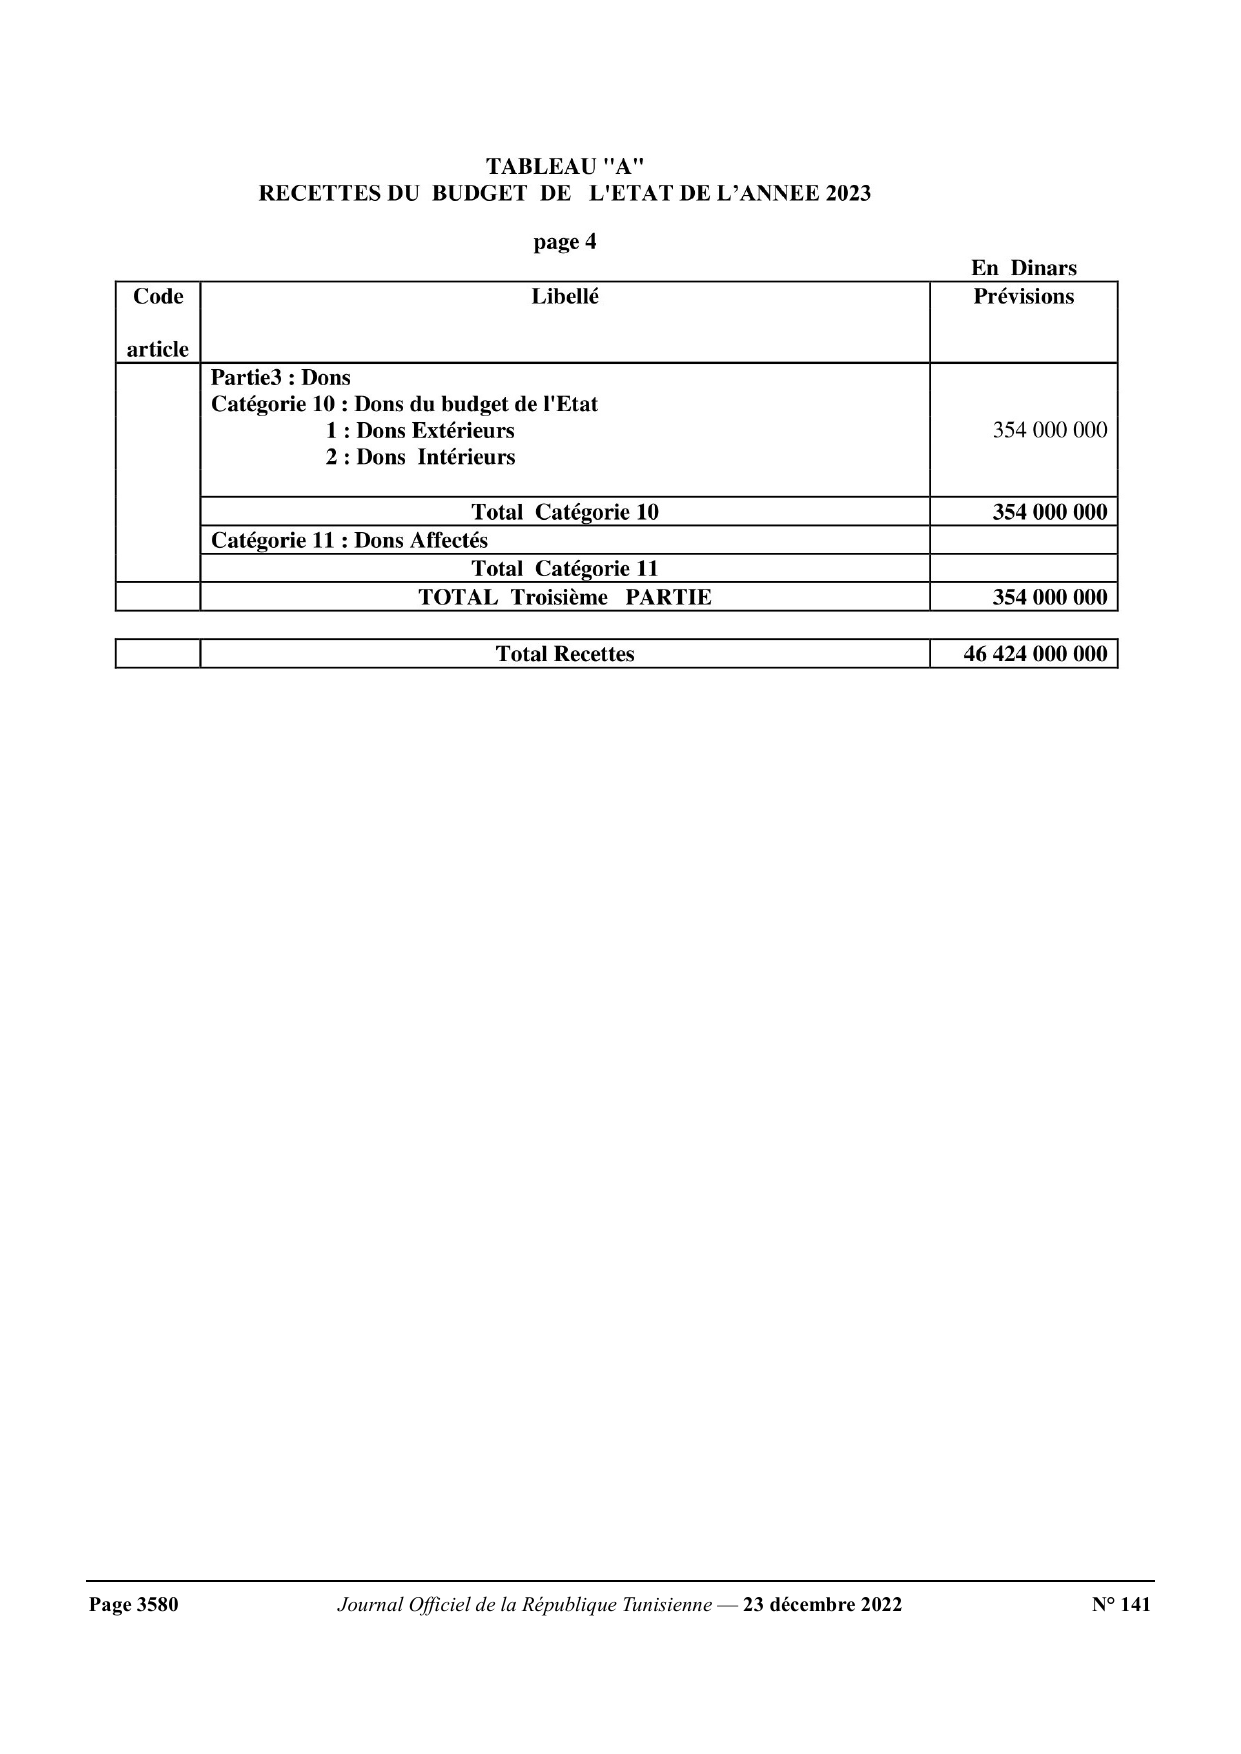 TABLEAU "A"
RECETTES DU BUDGET DE L'ETAT DE L’ANNEE 2023
page 4
En Dinars
Code article Libellé Prévisions
Partie3 : Dons
Catégorie 10 : Dons du budget de l'Etat
1 : Dons Extérieurs 354 000 000
2 : Dons Intérieurs
Total Catégorie 10 354 000 000
Catégorie 11 : Dons Affectés
Total Catégorie 11
TOTAL Troisième PARTIE 354 000 000
Total Recettes 46 424 000 000
Page 3580 Journal Officiel de la République Tunisienne — 23 décembre 2022 N° 141